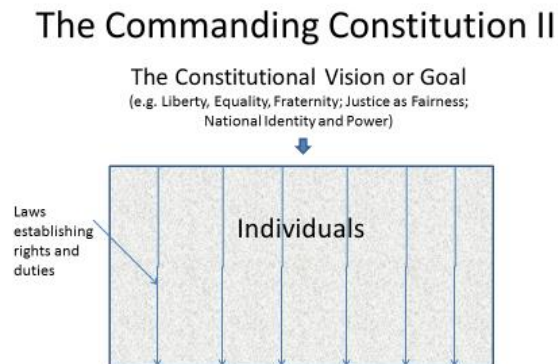 The Commanding Constitution II
The Constitutional Vision or Goal
(e.g. Liberty, Equality, Fraternity; Justice as Fairness;
National Identity and Power)
Individuals
Laws
establishing
rights and
duties